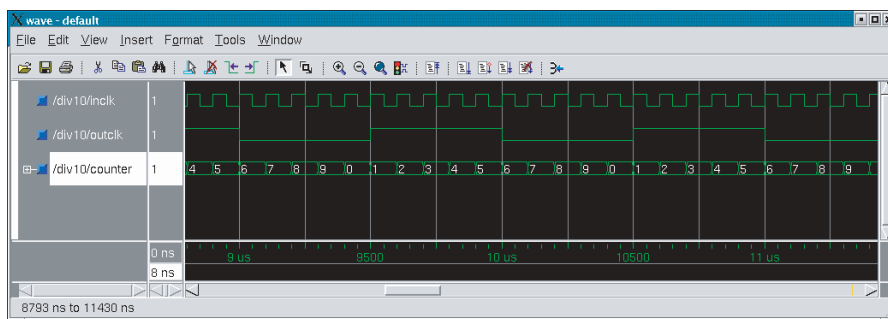 wave - default
File Edit View Insert Format Tools Window
/div10/inclk 1
/div10/outclk 1
/div10/counter 1 4 5 6 7 8 9 0 1 2 3 4 5 6 7 8 9 0 1 2 3 4 5 6 7 8 9
0 ns 9 us 9500 10 us 10500 11 us
8 ns
8793 ns to 11430 ns